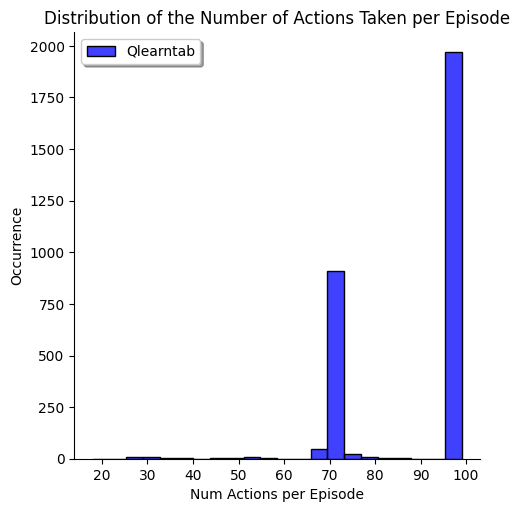 Distribution of the Number of Actions Taken per Episode
Qlearntab
2000
1750
1500
1250
1000
750
500
250
0
Occurrence
20 30 40 50 60 70 80 90 100
Num Actions per Episode